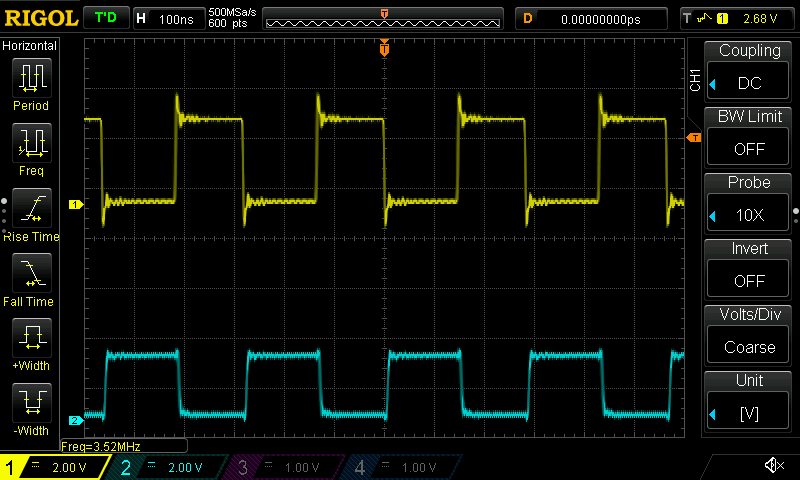 RIGOL T'D H 100ns 500MSa/s 600 pts T D 0.00000000ps T 1 2.68 V
Horizontal
Period
Freq
Rise Time
Fall Time
+Width
-Width
T
1
2
T
CH1
Coupling
DC
BW Limit
OFF
Probe
10X
Invert
OFF
Volts/Div
Coarse
Unit
[V]
Freq=3.52MHz
1 2.00 V 2 2.00 V 3 1.00 V 4 1.00 V